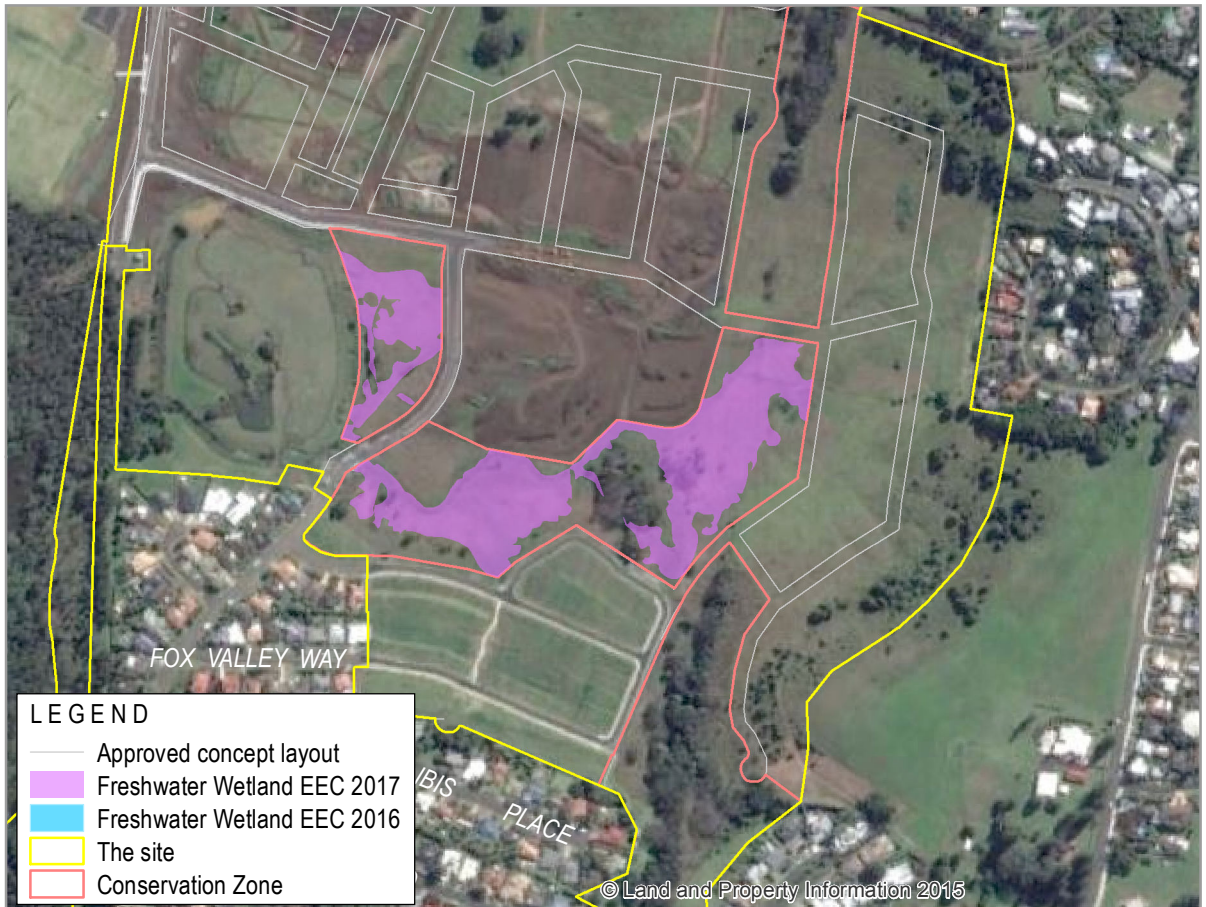 FOX VALLEY WAY
IBIS PLACE
LEGEND
Approved concept layout
Freshwater Wetland EEC 2017
Freshwater Wetland EEC 2016
The site
Conservation Zone
© Land and Property Information 2015